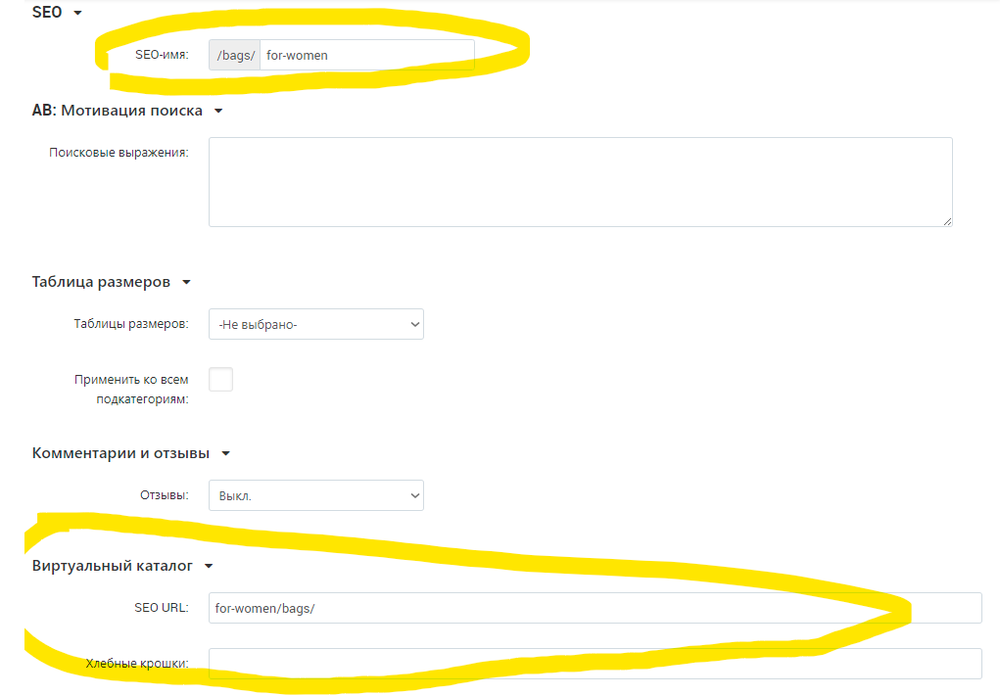 SEO
SEO-имя: /bags/ for-women
АВ: Мотивация поиска
Поисковые выражения:
Таблица размеров
Таблицы размеров: -Не выбрано-
Применить ко всем
подкатегориям:
Комментарии и отзывы
Отзывы: Выкл.
Виртуальный каталог
SEO URL: for-women/bags/
Хлебные крошки: